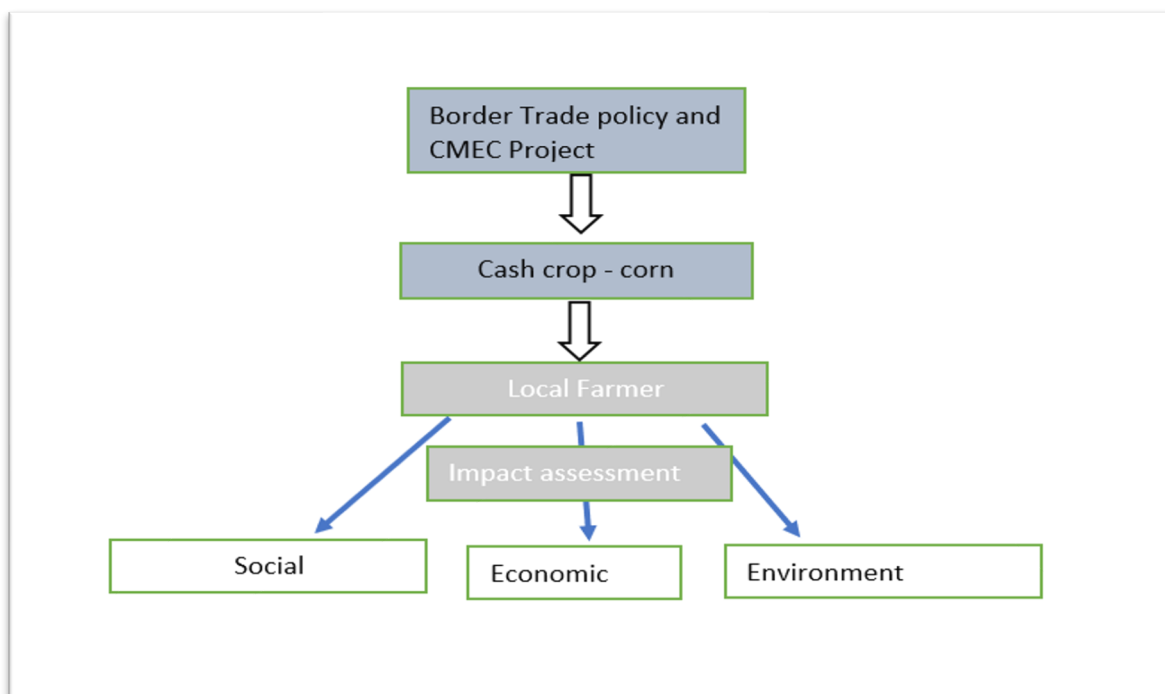 Border Trade policy and
CMEC Project
Cash crop - corn
Local Farmer
Impact assessment
Social
Economic
Environment